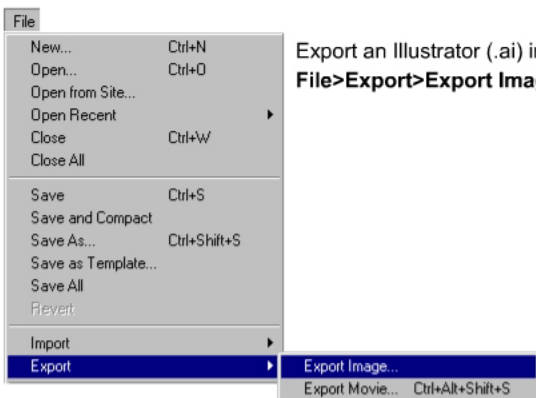 File
New... Ctrl+N
Open... Ctrl+O
Open from Site...
Open Recent
Close Ctrl+W
Close All
Save Ctrl+S
Save and Compact
Save As... Ctrl+Shift+S
Save as Template...
Save All
Revert
Import
Export
Export Image...
Export Movie... Ctrl+Alt+Shift+S
Export an Illustrator (.ai)
File>Export>Export